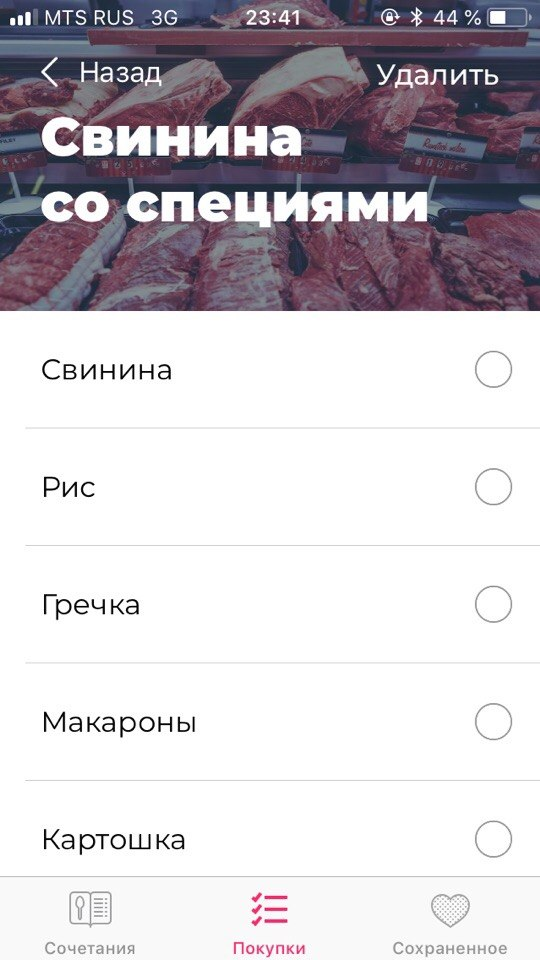 MTS RUS 3G 23:41 44 %
Назад Удалить
Свинина
со специями
Свинина
Рис
Гречка
Макароны
Картошка
Сочетания Покупки Сохраненное